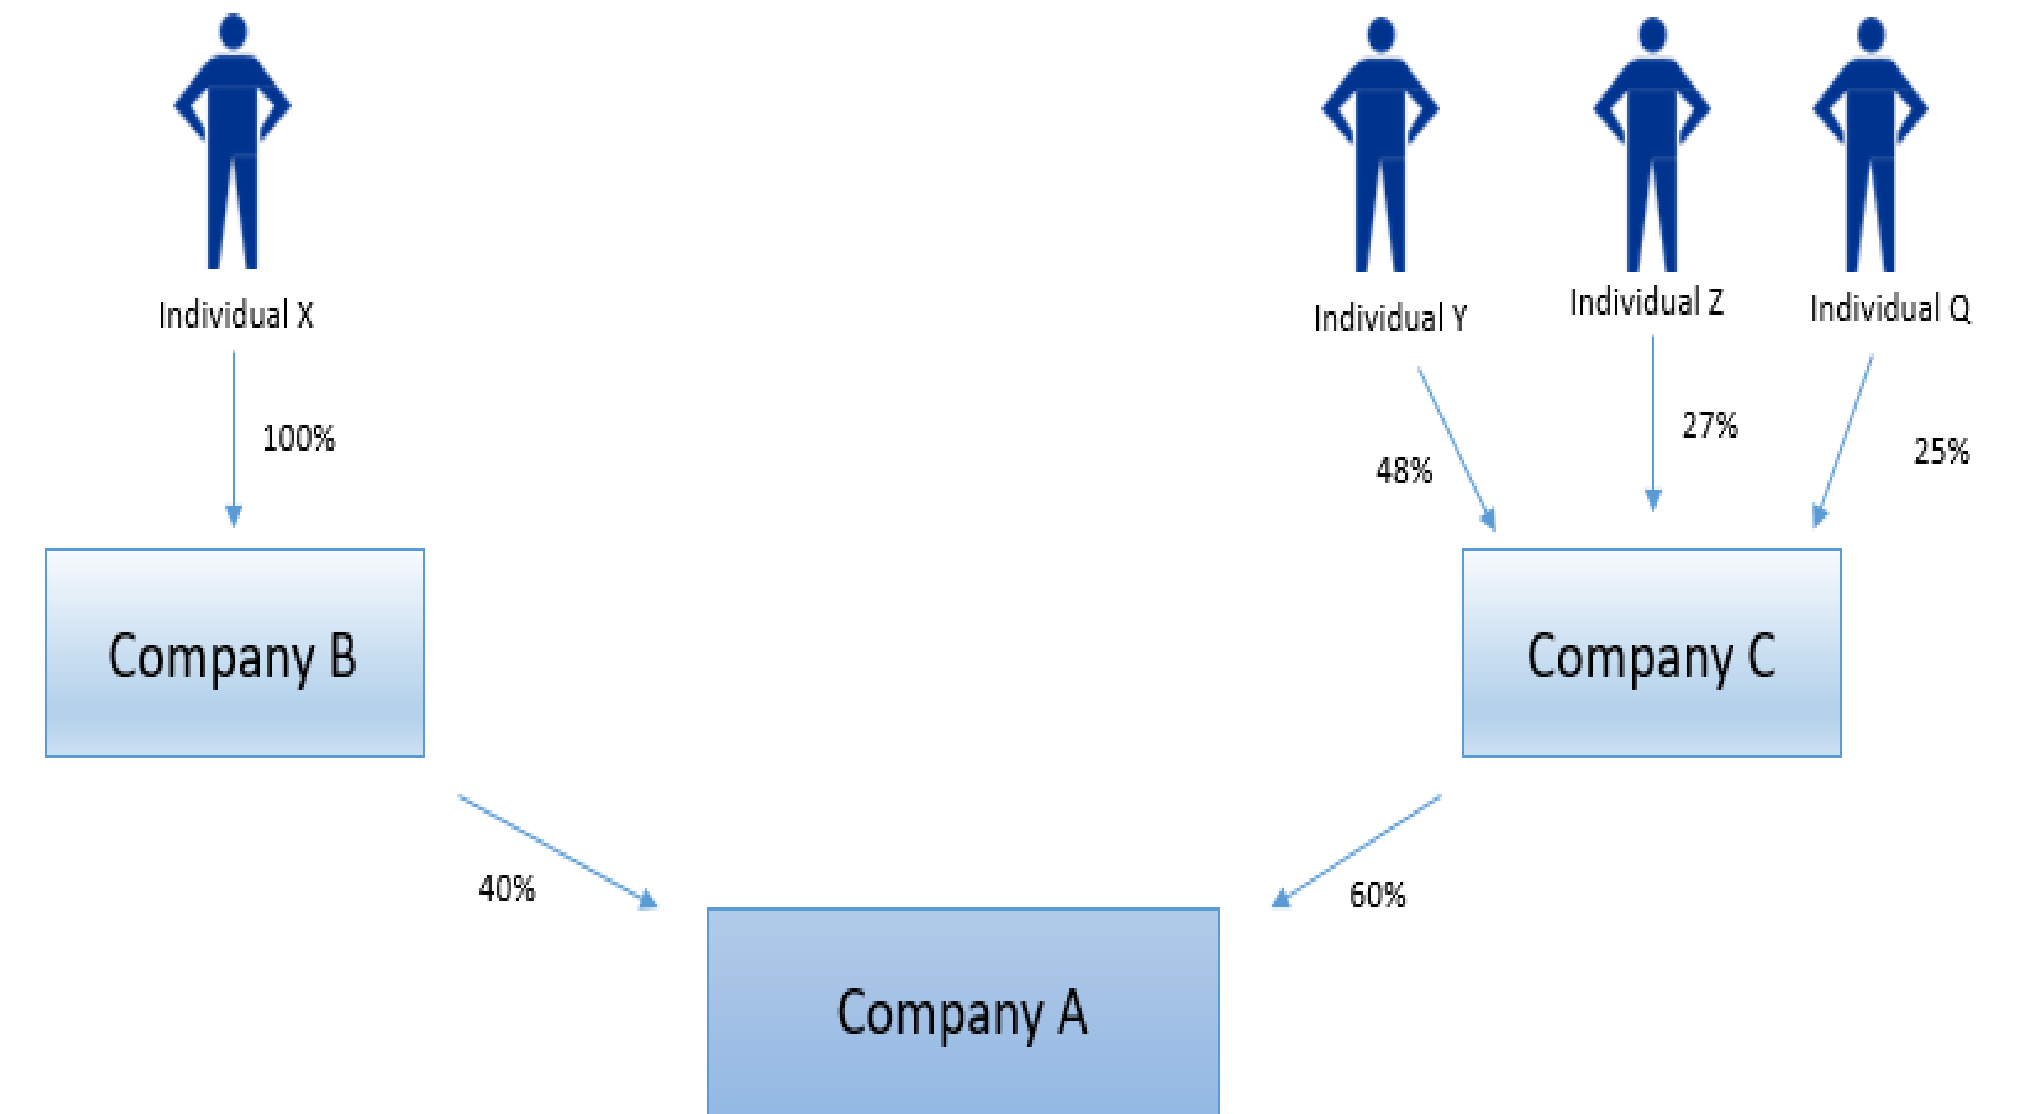 Individual X
Individual Y
Individual Z
Individual Q
100%
48%
27%
25%
Company B
Company C
40%
60%
Company A